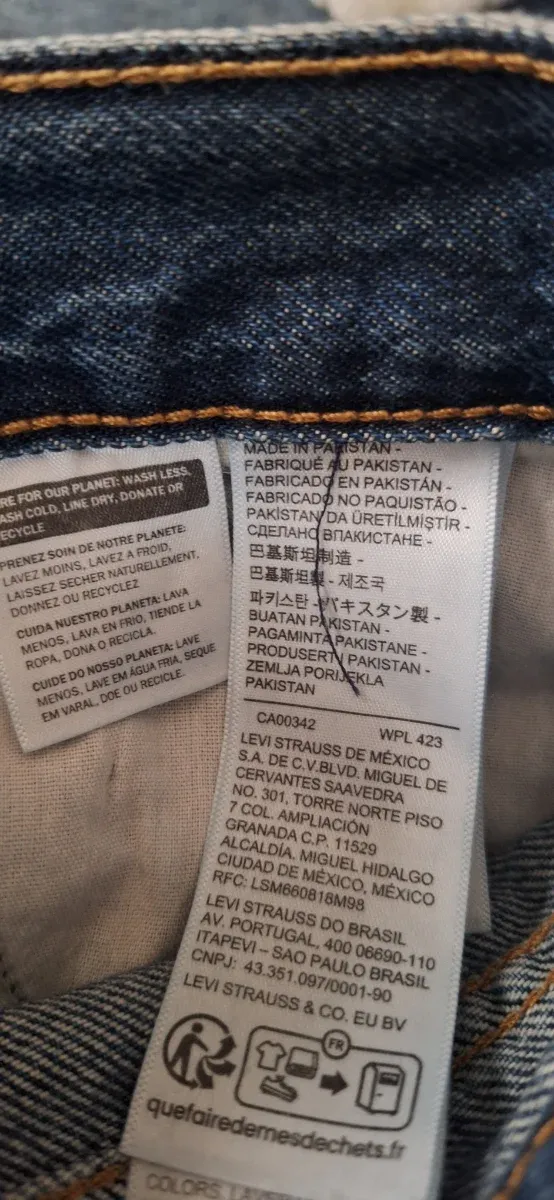 RE FOR OUR PLANET: WASH LESS,
ASH COLD, LINE DRY, DONATE OR
ECYCLE
PRENEZ SOIN DE NOTRE PLANETE:
LAVEZ MOINS, LAVEZ A FROID,
LAISSEZ SECHER NATURELLEMENT,
DONNEZ OU RECYCLEZ
CUIDA NUESTRO PLANETA: LAVA
MENOS, LAVA EN FRIO, TIENDE LA
ROPA, DONA O RECICLA.
CUIDE DO NOSSO PLANETA: LAVE
MENOS, LAVE EM ÁGUA FRIA, SEQUE
EM VARAL, DOE OU RECICLE.
MADE IN PAKISTAN -
FABRIQUÉ AU PAKISTAN -
FABRICADO EN PAKISTÁN -
FABRICADO NO PAQUISTÃO -
PAKİSTAN'DA ÜRETİLMİŞTİR -
СДЕЛАНО ВПАКИСТАНЕ -
巴基斯坦制造 -
巴基斯坦製 - 제조국
파키스탄 - パキスタン製 -
BUATAN PAKISTAN -
PAGAMINTA PAKISTANE -
PRODUSERT I PAKISTAN -
ZEMLJA PORIJEKLA
PAKISTAN
CA00342 WPL 423
LEVI STRAUSS DE MÉXICO
S.A. DE C.V.BLVD. MIGUEL DE
CERVANTES SAAVEDRA
NO. 301, TORRE NORTE PISO
7 COL. AMPLIACIÓN
GRANADA C.P. 11529
ALCALDÍA. MIGUEL HIDALGO
CIUDAD DE MÉXICO, MÉXICO
RFC: LSM660818M98
LEVI STRAUSS DO BRASIL
AV. PORTUGAL, 400 06690-110
ITAPEVI – SAO PAULO BRASIL
CNPJ: 43.351.097/0001-90
LEVI STRAUSS & CO. EU BV
FR
quefairedemesdechets.fr
COLORS,